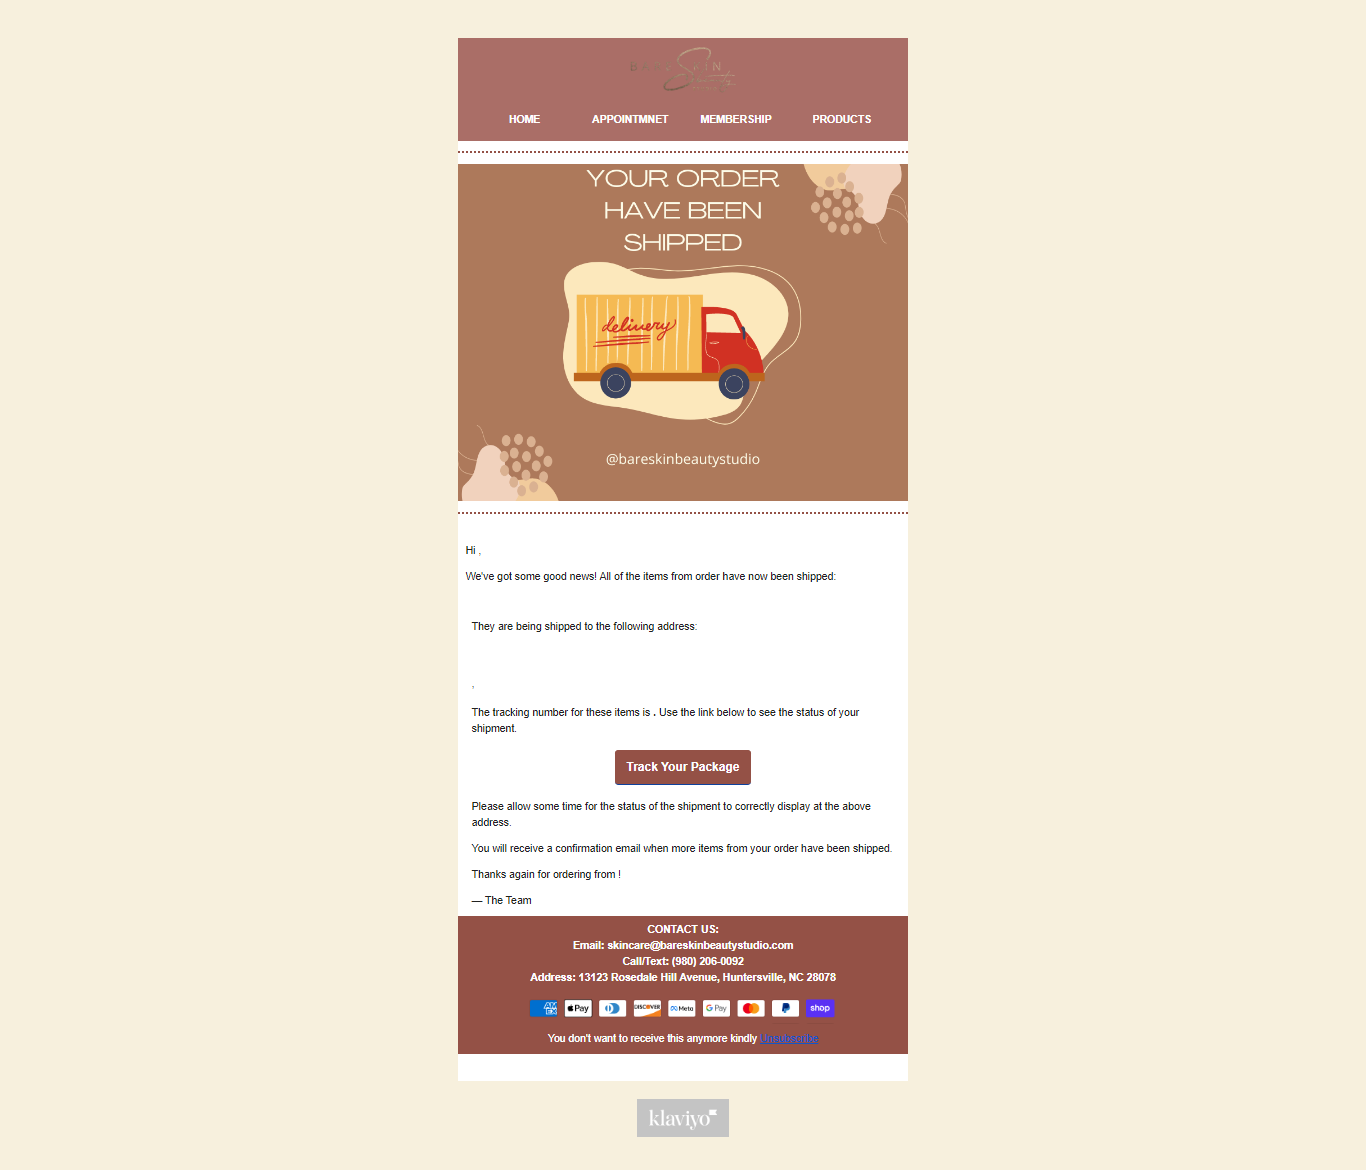 HOME APPOINTMNET MEMBERSHIP PRODUCTS
YOUR ORDER
HAVE BEEN
SHIPPED
delivery
@bareskinbeautystudio
Hi ,
We've got some good news! All of the items from order have now been shipped:
They are being shipped to the following address:
,
The tracking number for these items is . Use the link below to see the status of your
shipment.
Track Your Package
Please allow some time for the status of the shipment to correctly display at the above
address.
You will receive a confirmation email when more items from your order have been shipped.
Thanks again for ordering from !
— The Team
CONTACT US:
Email: skincare@bareskinbeautystudio.com
Call/Text: (980) 206-0092
Address: 13123 Rosedale Hill Avenue, Huntersville, NC 28078
AM EX Pay DISCOVER Meta G Pay shop
You don't want to receive this anymore kindly Unsubscribe
klaviyo